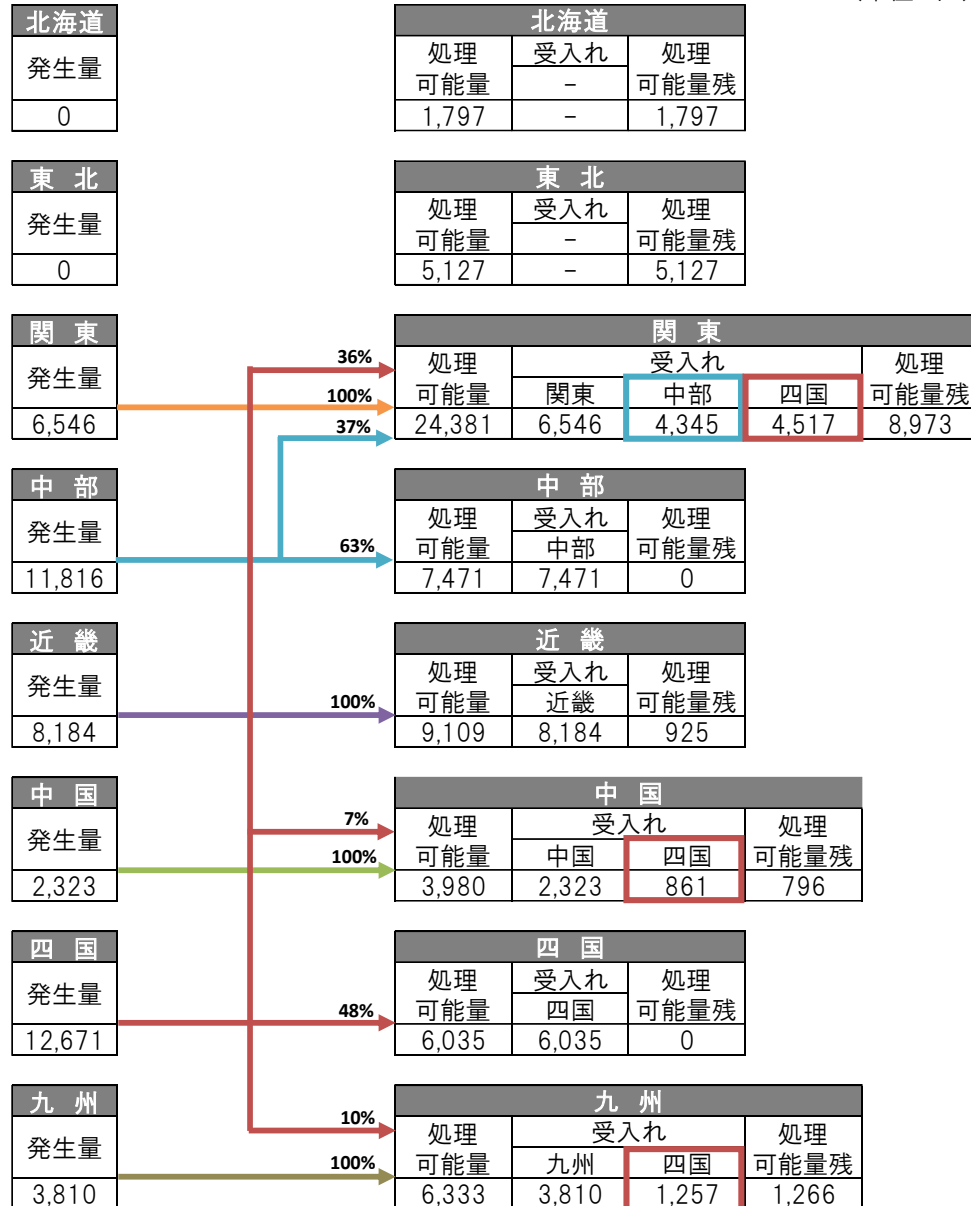 北海道
発生量
0
北海道
処理 受入れ 処理
可能量 － 可能量残
1,797 － 1,797
東 北
発生量
0
東 北
処理 受入れ 処理
可能量 － 可能量残
5,127 － 5,127
関 東
発生量
6,546
36%
100%
37%
関 東
処理 受入れ 処理
可能量 関東 中部 四国 可能量残
24,381 6,546 4,345 4,517 8,973
中 部
発生量
11,816
63%
中 部
処理 受入れ 処理
可能量 中部 可能量残
7,471 7,471 0
近 畿
発生量
8,184
100%
近 畿
処理 受入れ 処理
可能量 近畿 可能量残
9,109 8,184 925
中 国
発生量
2,323
7%
100%
中 国
処理 受入れ 処理
可能量 中国 四国 可能量残
3,980 2,323 861 796
四 国
発生量
12,671
48%
四 国
処理 受入れ 処理
可能量 四国 可能量残
6,035 6,035 0
九 州
発生量
3,810
10%
100%
九 州
処理 受入れ 処理
可能量 九州 四国 可能量残
6,333 3,810 1,257 1,266